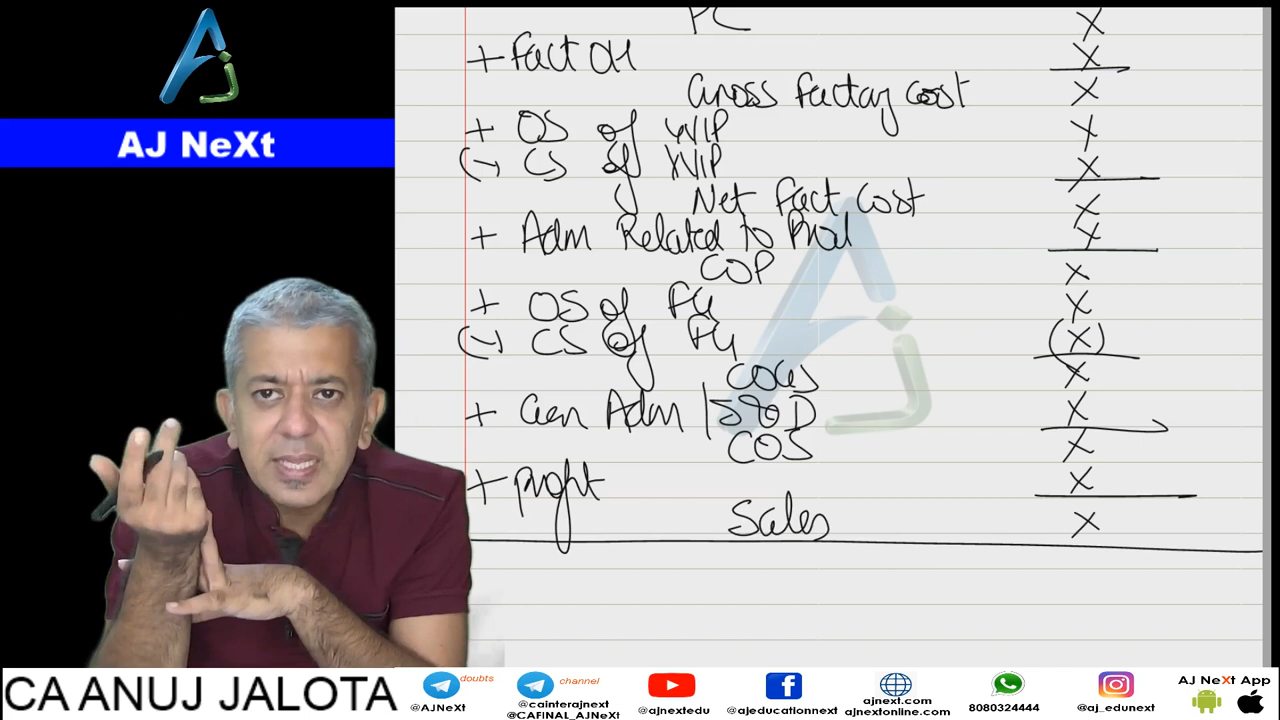 PC X
+ Fact OH X
Gross Factory Cost X
+ OS of WIP X
(-) CS of WIP X
Net Fact Cost X
+ Adm Related to Prod X
COP X
+ OS of FG X
(-) CS of FG (X)
COGS X
+ Gen Adm | S & D X
COS X
+ Profit X
Sales X
AJ NeXt
CA ANUJ JALOTA
doubts
@AJNeXt
channel
@cainterajnext
@CAFINAL_AJNeXt
@ajnextedu
@ajeducationnext
ajnext.com
ajnextonline.com
8080324444
@aj_edunext
AJ NeXt App